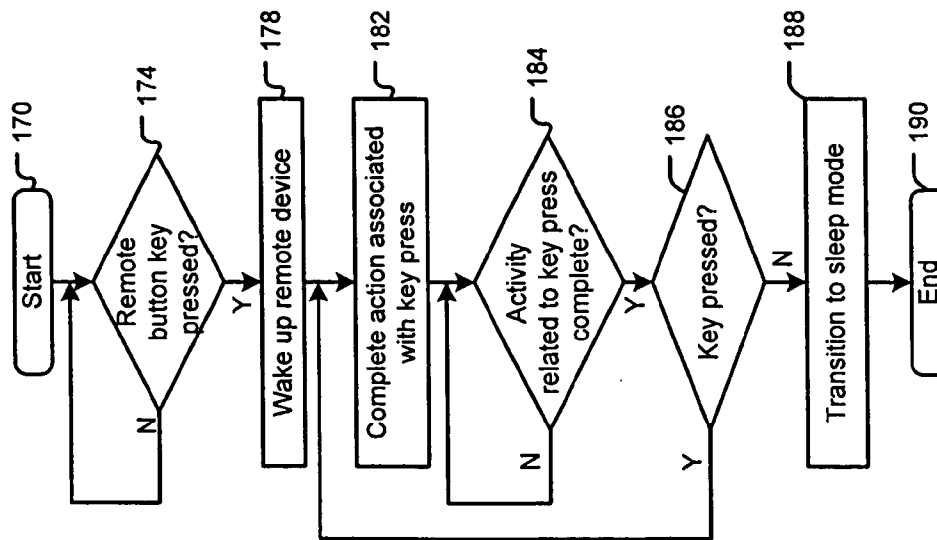 Start
170
Remote
button key
pressed?
174
N
Y
Wake up remote device
178
Complete action associated
with key press
182
Activity
related to key press
complete?
184
N
Y
Key pressed?
186
Y
N
Transition to sleep mode
188
End
190